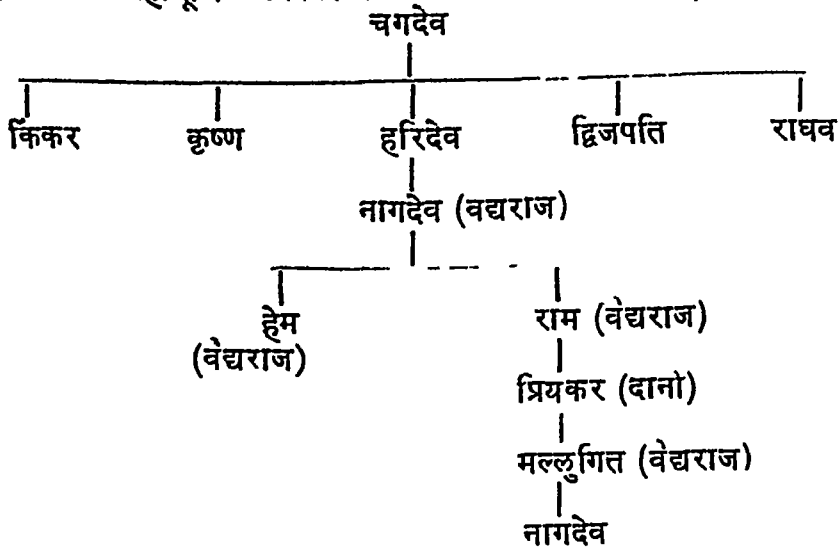 चगदेव
किंकर कृष्ण हरिदेव द्विजपति राघव
नागदेव (वद्यराज)
हेम राम (वेद्यराज)
(वेद्यराज)
प्रियकर (दानो)
मल्लुगित (वेद्यराज)
नागदेव